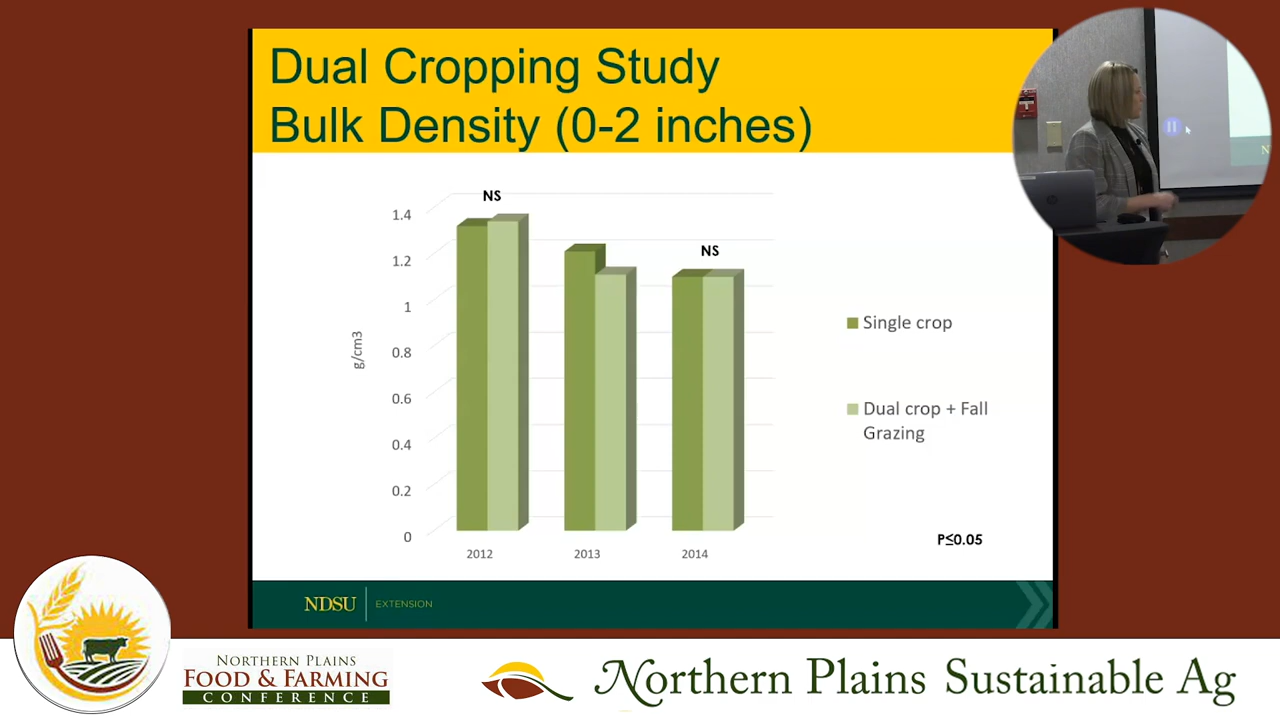 Dual Cropping Study
Bulk Density (0-2 inches)
NS
NS
1.4
1.2
1
0.8
0.6
0.4
0.2
0
g/cm3
2012
2013
2014
Single crop
Dual crop + Fall
Grazing
P≤0.05
NDSU EXTENSION
NORTHERN PLAINS
FOOD & FARMING
CONFERENCE
Northern Plains Sustainable Ag